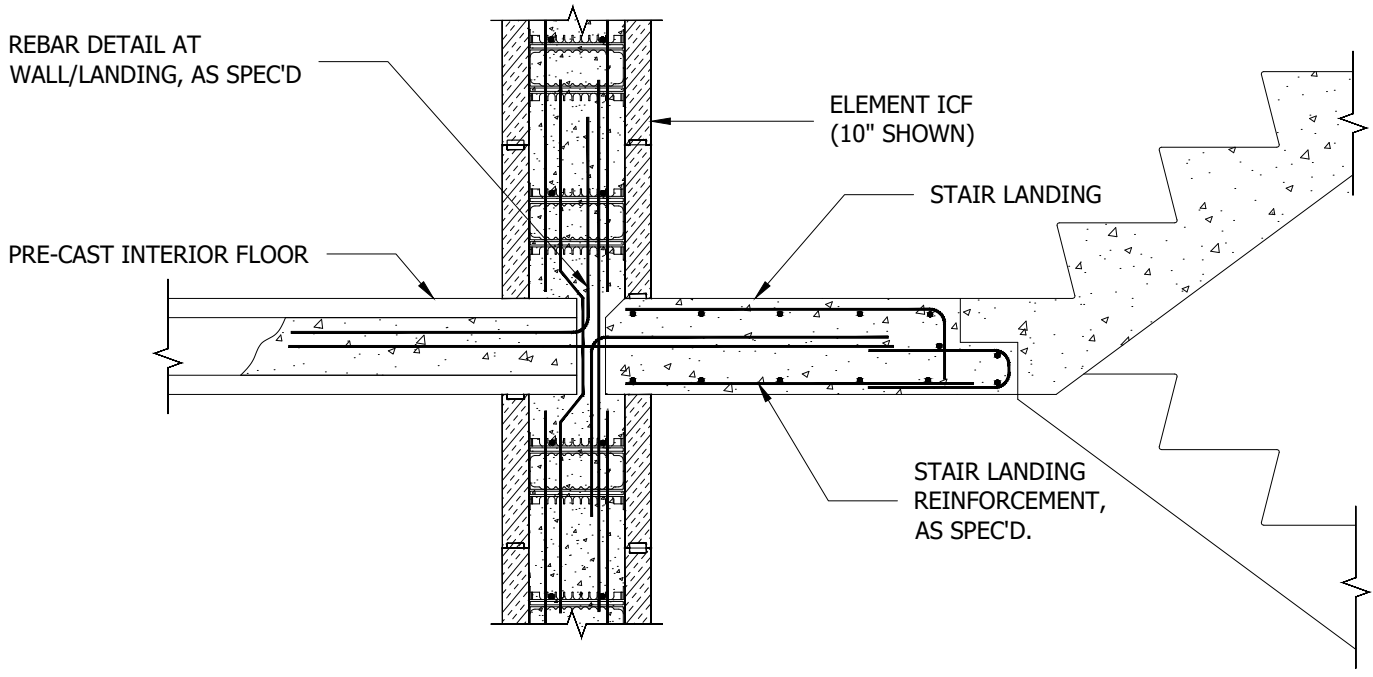 REBAR DETAIL AT
WALL/LANDING, AS SPEC'D
ELEMENT ICF
(10" SHOWN)
STAIR LANDING
PRE-CAST INTERIOR FLOOR
STAIR LANDING
REINFORCEMENT,
AS SPEC'D.